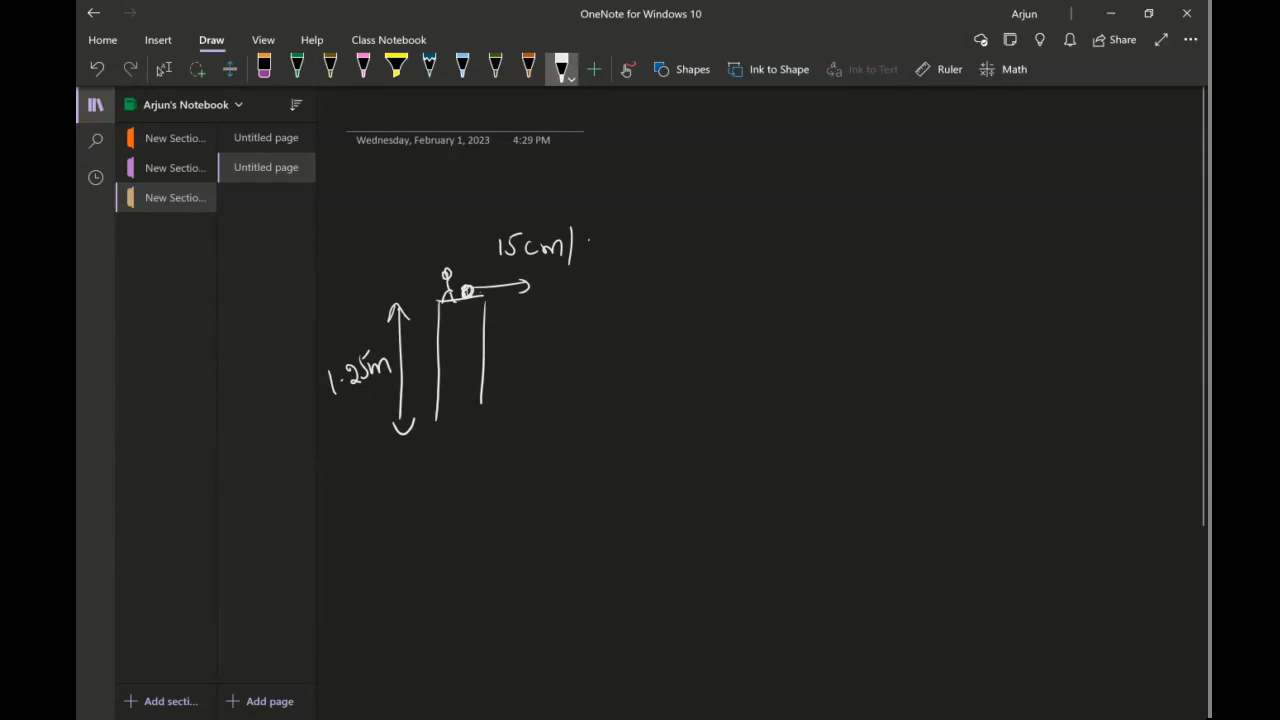 OneNote for Windows 10
Arjun
Home Insert Draw View Help Class Notebook
Share
Shapes Ink to Shape Ink to Text Ruler Math
Arjun's Notebook
New Sectio...
New Sectio...
New Sectio...
Untitled page
Untitled page
Wednesday, February 1, 2023 4:29 PM
15cm/
1.25m
Add secti...
Add page